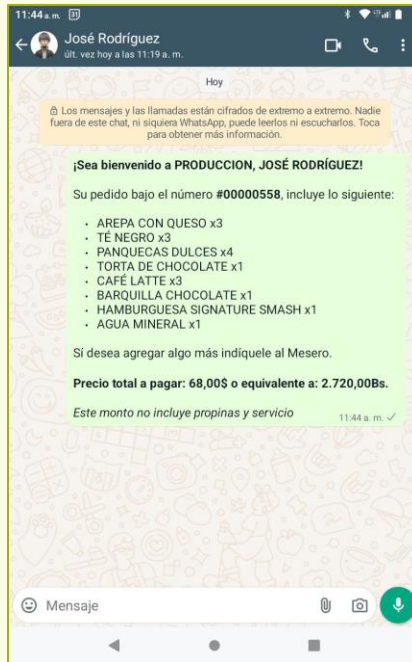 11:44 a. m. 31
José Rodríguez
últ. vez hoy a las 11:19 a. m.
Hoy
Los mensajes y las llamadas están cifrados de extremo a extremo. Nadie
fuera de este chat, ni siquiera WhatsApp, puede leerlos ni escucharlos. Toca
para obtener más información.
¡Sea bienvenido a PRODUCCION, JOSÉ RODRÍGUEZ!
Su pedido bajo el número #00000558, incluye lo siguiente:
• AREPA CON QUESO x3
• TÉ NEGRO x3
• PANQUECAS DULCES x4
• TORTA DE CHOCOLATE x1
• CAFÉ LATTE x3
• BARQUILLA CHOCOLATE x1
• HAMBURGUESA SIGNATURE SMASH x1
• AGUA MINERAL x1
Sí desea agregar algo más indíquele al Mesero.
Precio total a pagar: 68,00$ o equivalente a: 2.720,00Bs.
Este monto no incluye propinas y servicio
11:44 a. m.
Mensaje